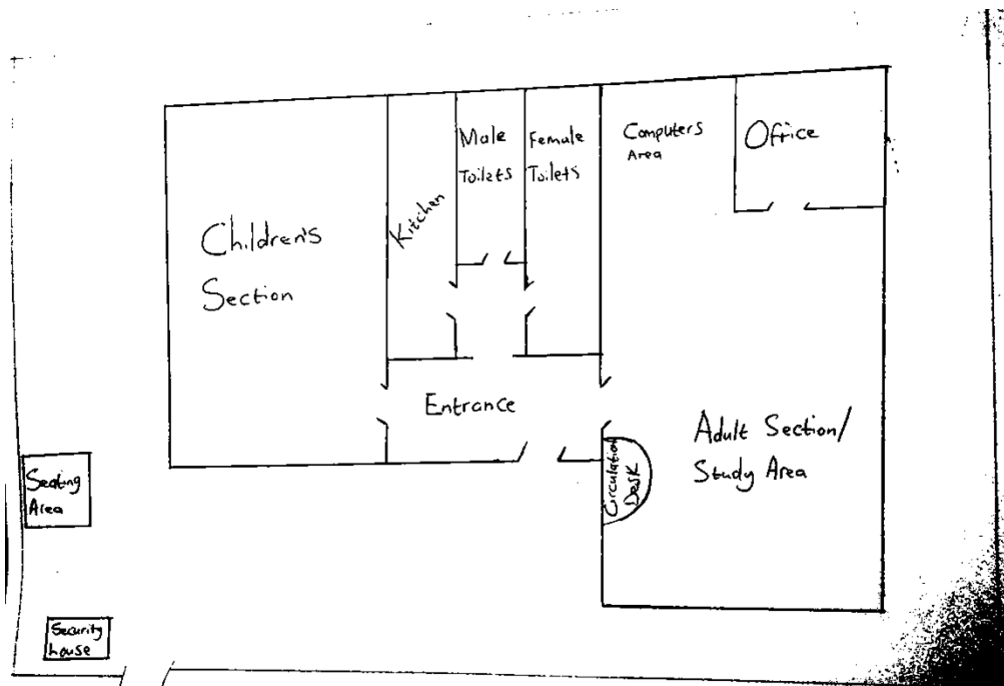 Children's
Section
Kitchen
Male
Toilets
Female
Toilets
Computers
Area
Office
Entrance
Adult Section/
Study Area
Circulation
Desk
Seating
Area
Security
house